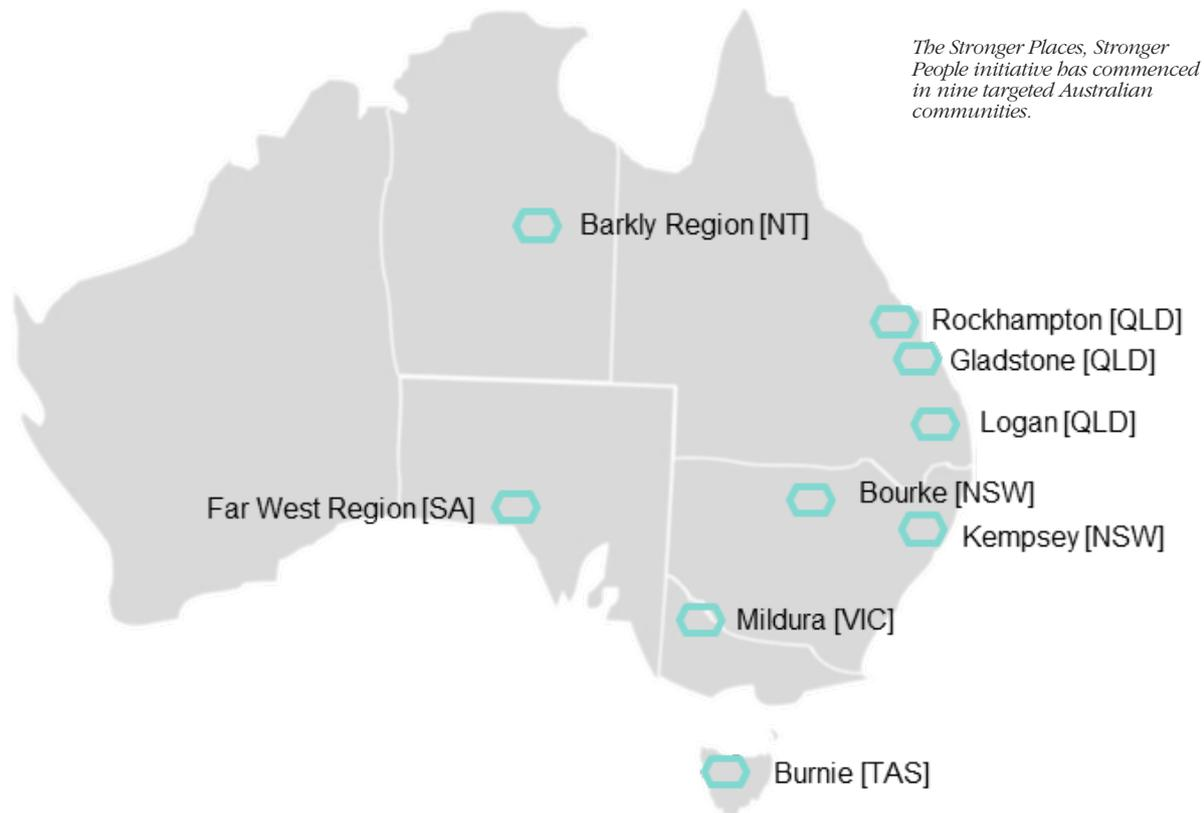 The Stronger Places, Stronger
People initiative has commenced
in nine targeted Australian
communities.
Barkly Region [NT]
Rockhampton [QLD]
Gladstone [QLD]
Logan [QLD]
Bourke [NSW]
Far West Region [SA]
Kempsey [NSW]
Mildura [VIC]
Burnie [TAS]